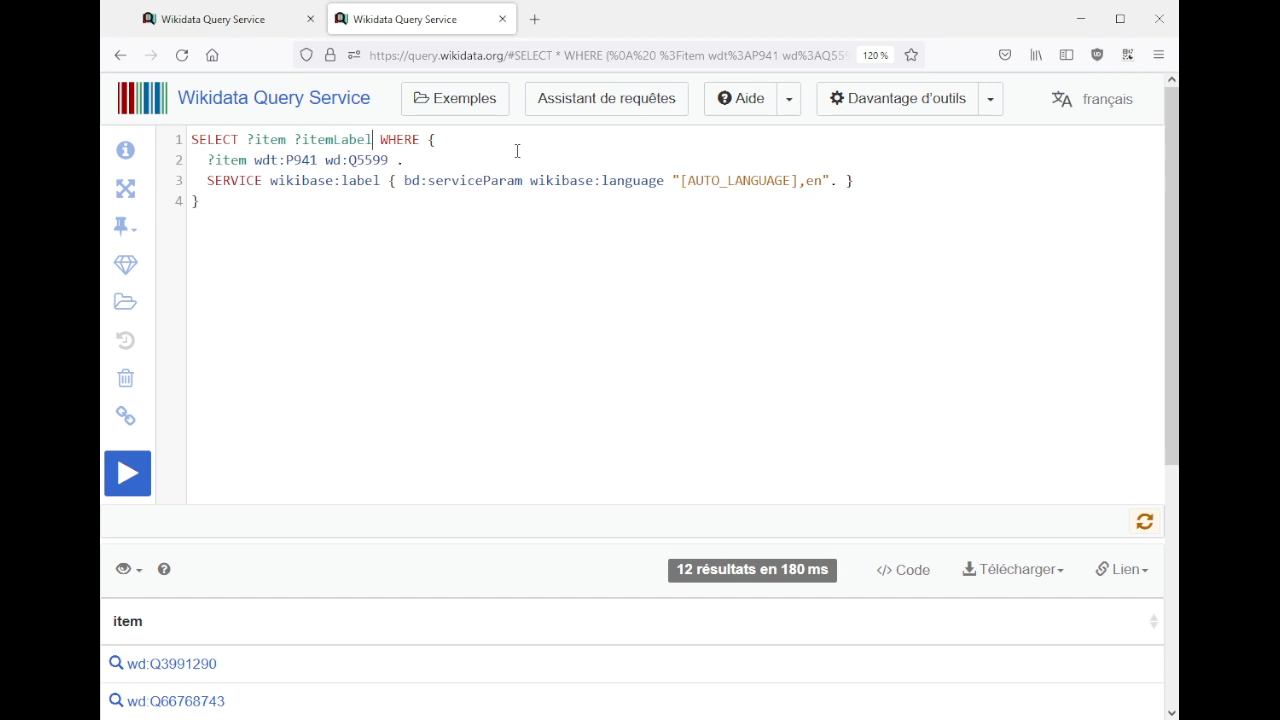 Wikidata Query Service
Wikidata Query Service
https://query.wikidata.org/#SELECT * WHERE {%0A%20 %3Fitem wdt%3AP941 wd%3AQ559
120 %
Wikidata Query Service
Exemples
Assistant de requêtes
Aide
Davantage d'outils
français
1 SELECT ?item ?itemLabel WHERE {
2 ?item wdt:P941 wd:Q5599 .
3 SERVICE wikibase:label { bd:serviceParam wikibase:language "[AUTO_LANGUAGE],en". }
4 }
12 résultats en 180 ms
</> Code
Télécharger
Lien
item
wd:Q3991290
wd:Q66768743